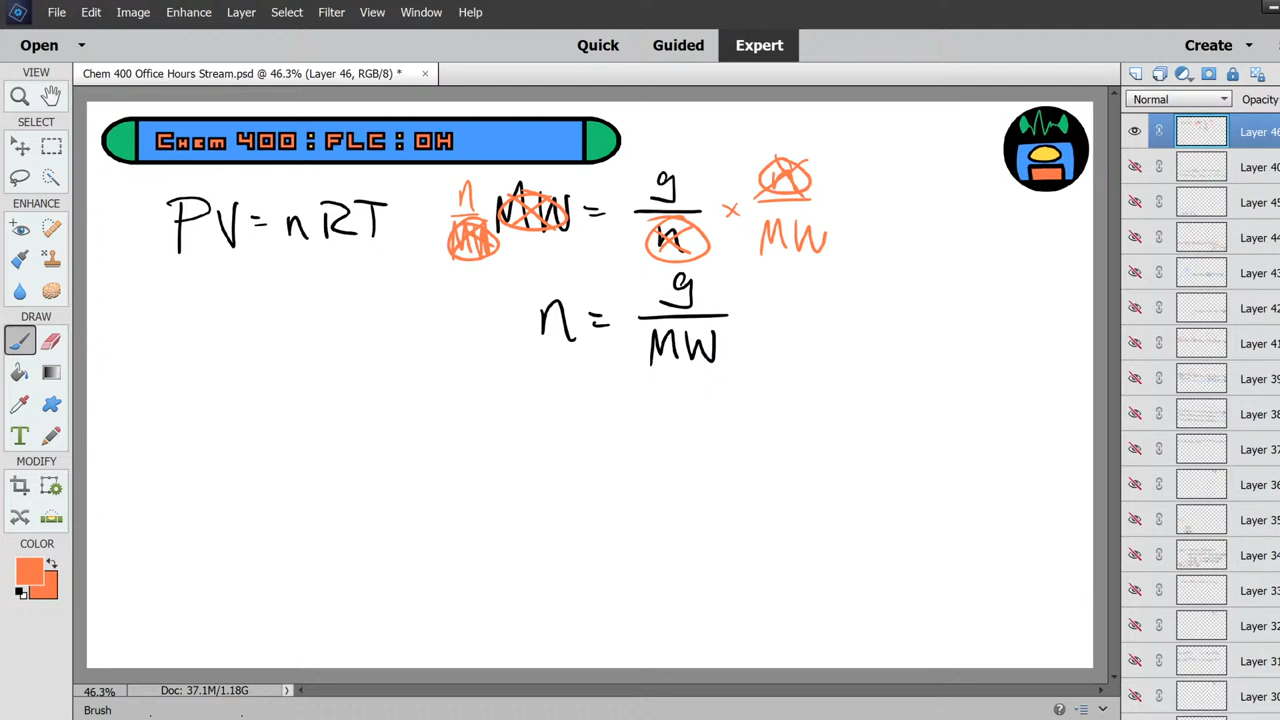 File Edit Image Enhance Layer Select Filter View Window Help
Open Quick Guided Expert Create
VIEW
Chem 400 Office Hours Stream.psd @ 46.3% (Layer 46, RGB/8) * ×
Normal Opacity
SELECT
Chem 400 : FLC : OH
PV = nRT
n/MW MW = g/n × n/MW
n = g/MW
ENHANCE
DRAW
MODIFY
COLOR
Layer 46
Layer 40
Layer 45
Layer 44
Layer 43
Layer 42
Layer 41
Layer 39
Layer 38
Layer 37
Layer 36
Layer 35
Layer 34
Layer 33
Layer 32
Layer 31
Layer 30
46.3% Doc: 37.1M/1.18G
Brush